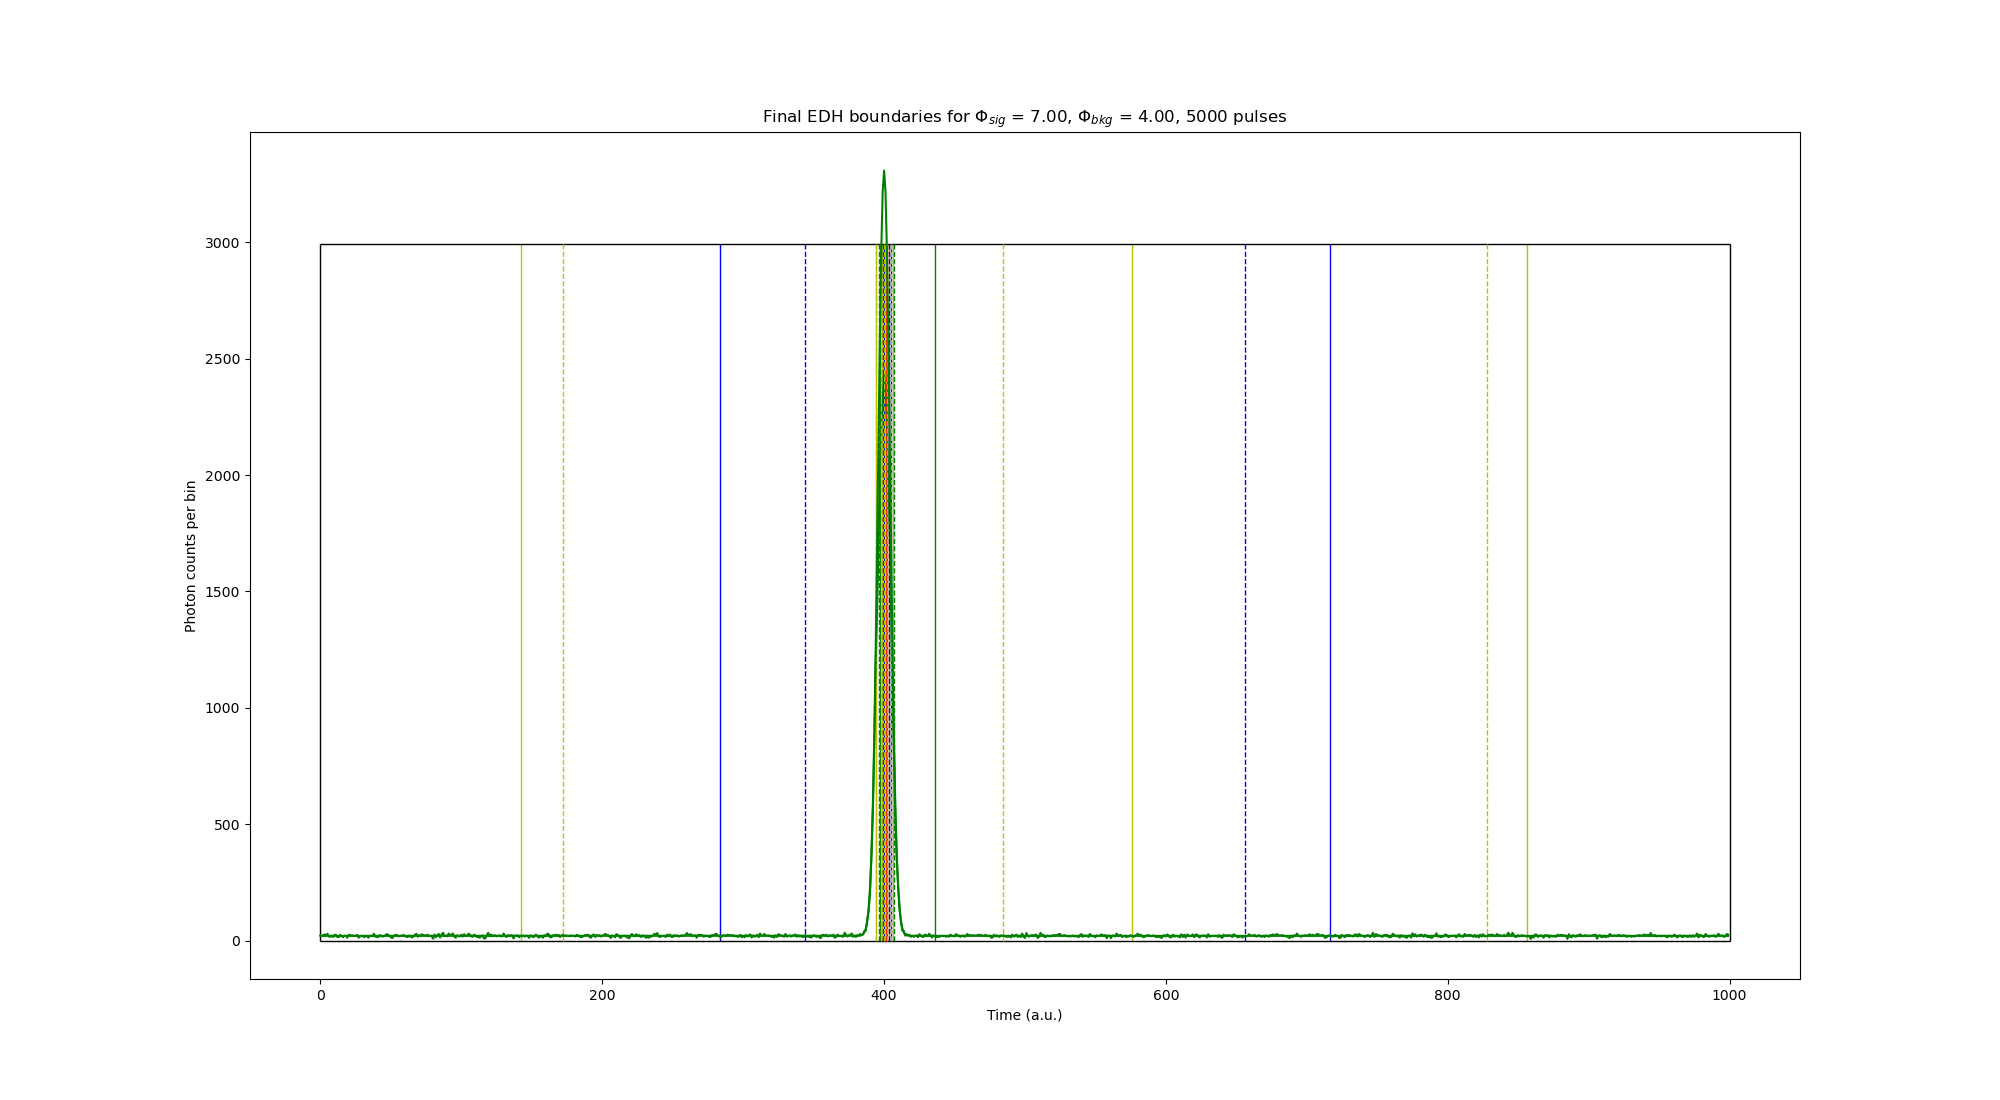 Final EDH boundaries for Φsig = 7.00, Φbkg = 4.00, 5000 pulses
Photon counts per bin
3000
2500
2000
1500
1000
500
0
0 200 400 600 800 1000
Time (a.u.)